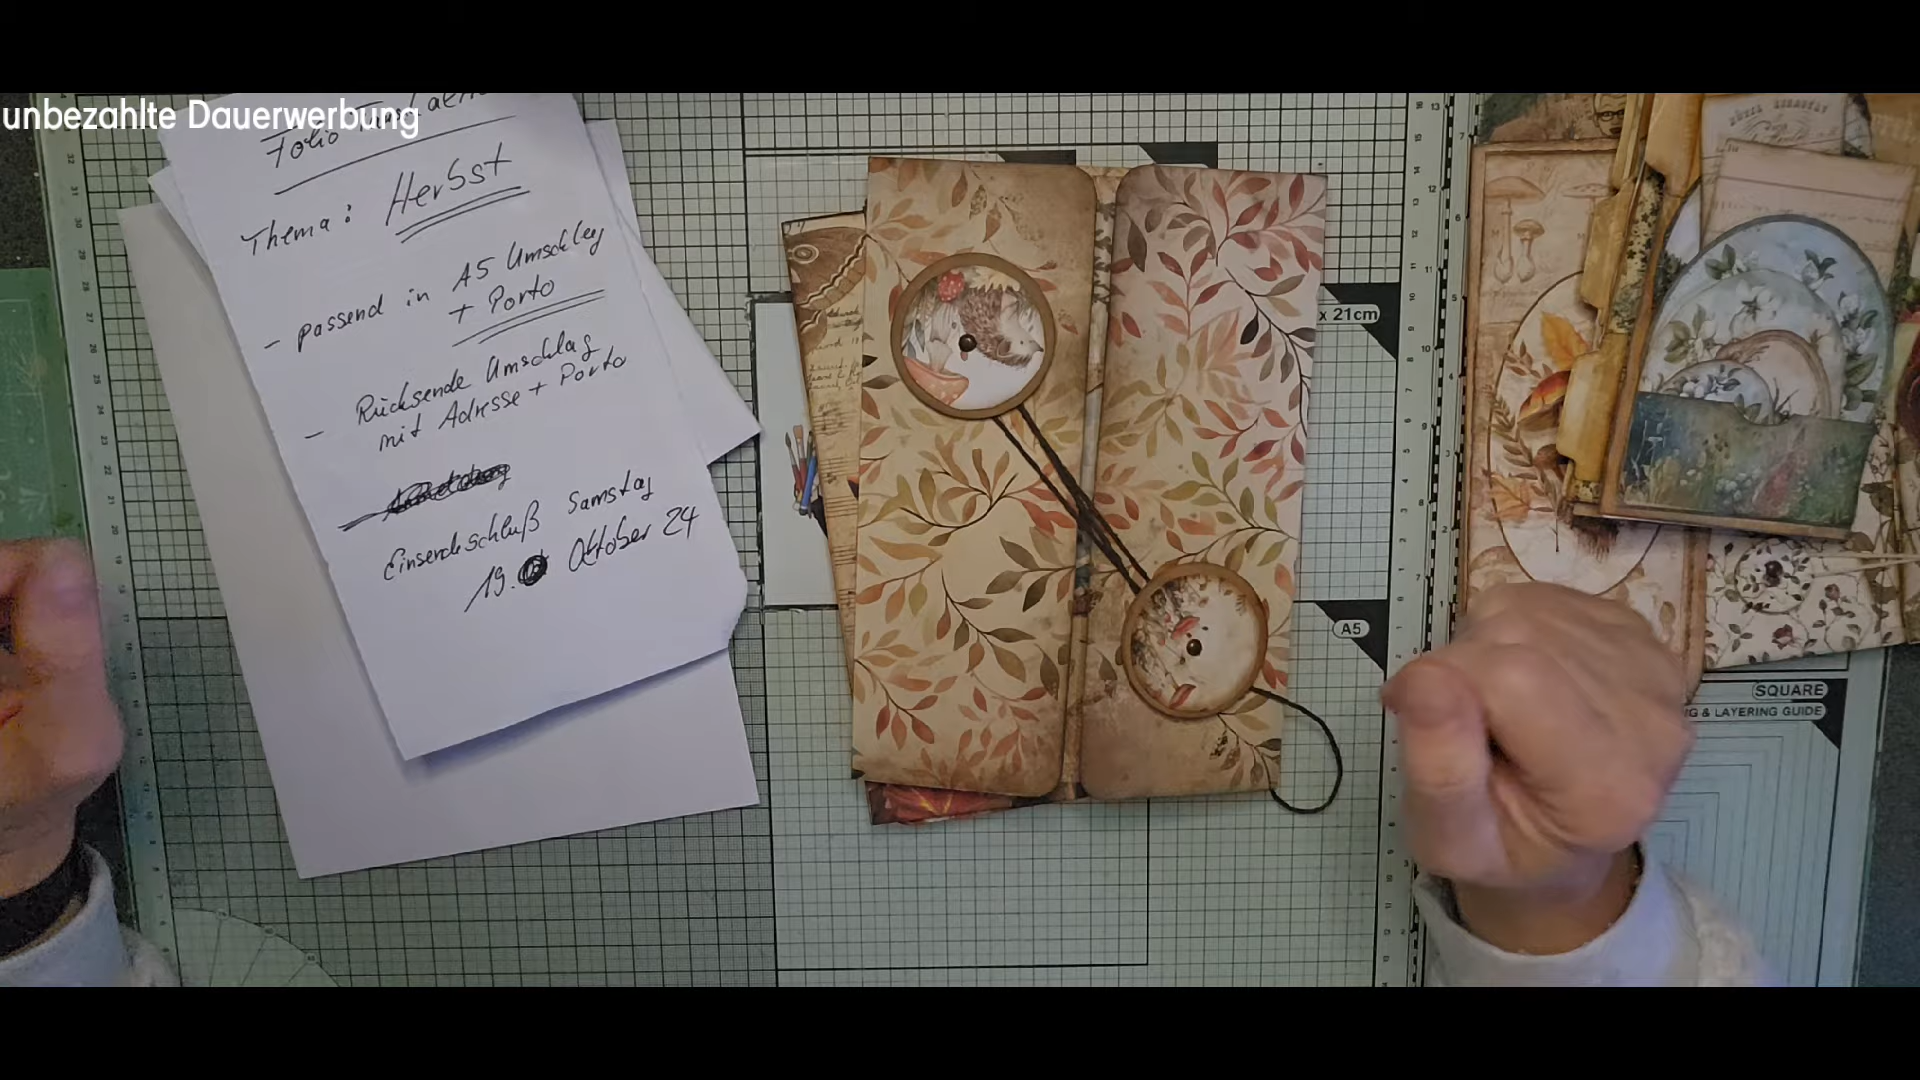 unbezahlte Dauerwerbung
Folio
Thema: Herbst
- passend in A5 Umschlag
+ Porto
- Rücksende Umschlag
mit Adresse + Porto
Einsendeschluß Samstag
19. Oktober 24
x 21cm
A5
SQUARE
G & LAYERING GUIDE